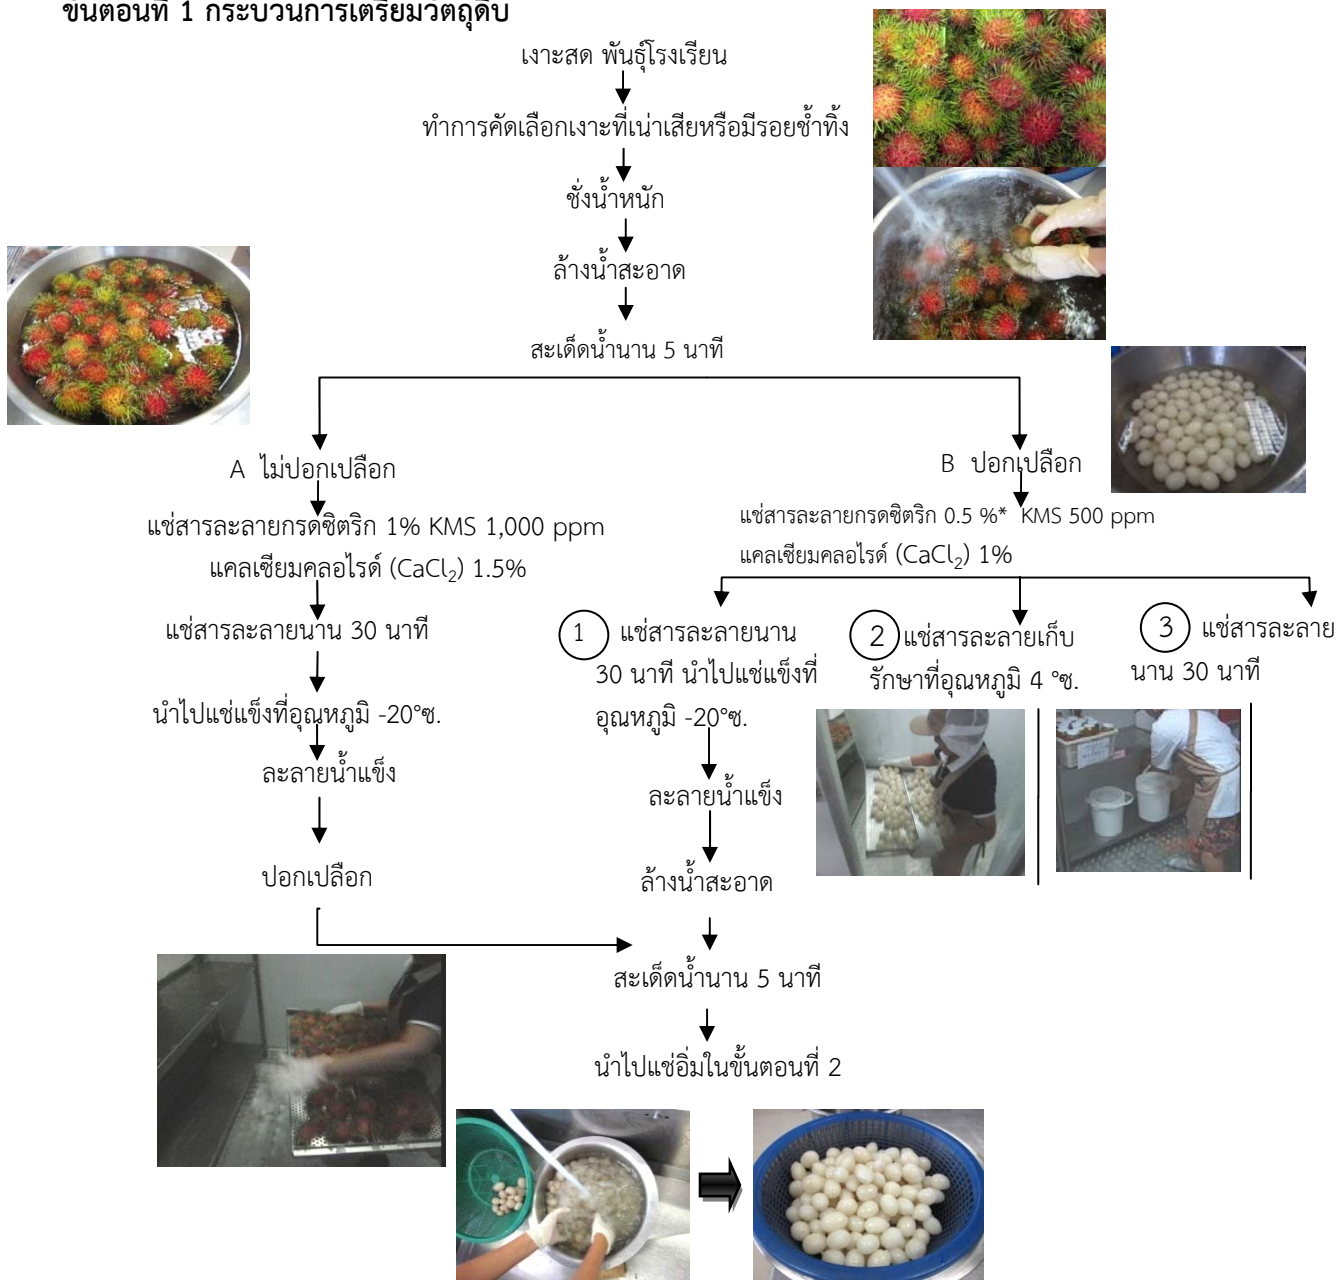 ขั้นตอนที่ 1 กระบวนการเตรียมวัตถุดิบ
เงาะสด พันธุ์โรงเรียน
ทำการคัดเลือกเงาะที่เน่าเสียหรือมีรอยช้ำทิ้ง
ชั่งน้ำหนัก
ล้างน้ำสะอาด
สะเด็ดน้ำนาน 5 นาที
A ไม่ปอกเปลือก
แช่สารละลายกรดซิตริก 1% KMS 1,000 ppm
แคลเซียมคลอไรด์ (CaCl₂) 1.5%
แช่สารละลายนาน 30 นาที
นำไปแช่แข็งที่อุณหภูมิ -20°ซ.
ละลายน้ำแข็ง
ปอกเปลือก
B ปอกเปลือก
แช่สารละลายกรดซิตริก 0.5 %* KMS 500 ppm
แคลเซียมคลอไรด์ (CaCl₂) 1%
1 แช่สารละลายนาน
30 นาที นำไปแช่แข็งที่
อุณหภูมิ -20°ซ.
ละลายน้ำแข็ง
ล้างน้ำสะอาด
2 แช่สารละลายเก็บ
รักษาที่อุณหภูมิ 4 °ซ.
3 แช่สารละลาย
นาน 30 นาที
สะเด็ดน้ำนาน 5 นาที
นำไปแช่อิ่มในขั้นตอนที่ 2